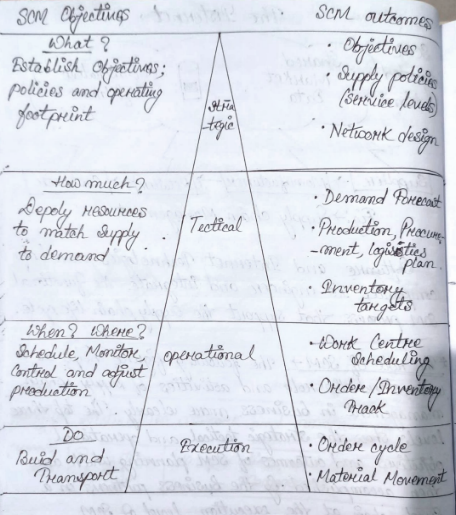 SCM Objectives
SCM outcomes
What?
Establish Objectives;
policies and operating
footprint
Stra
-tegic
• Objectives
• Supply policies
(service levels)
• Network design
How much?
Depoly resources
to match supply
to demand
Tectical
• Demand Forecast
• Production, Procure
-ment, logistics
plan.
• Inventory
targets
When? Where?
Schedule, Monitor,
control and adjust
production
operational
• Work Centre
Scheduling
• Order/Inventory
Track
DO
Buid and
Transport
Execution
• Order cycle
• Material Movement